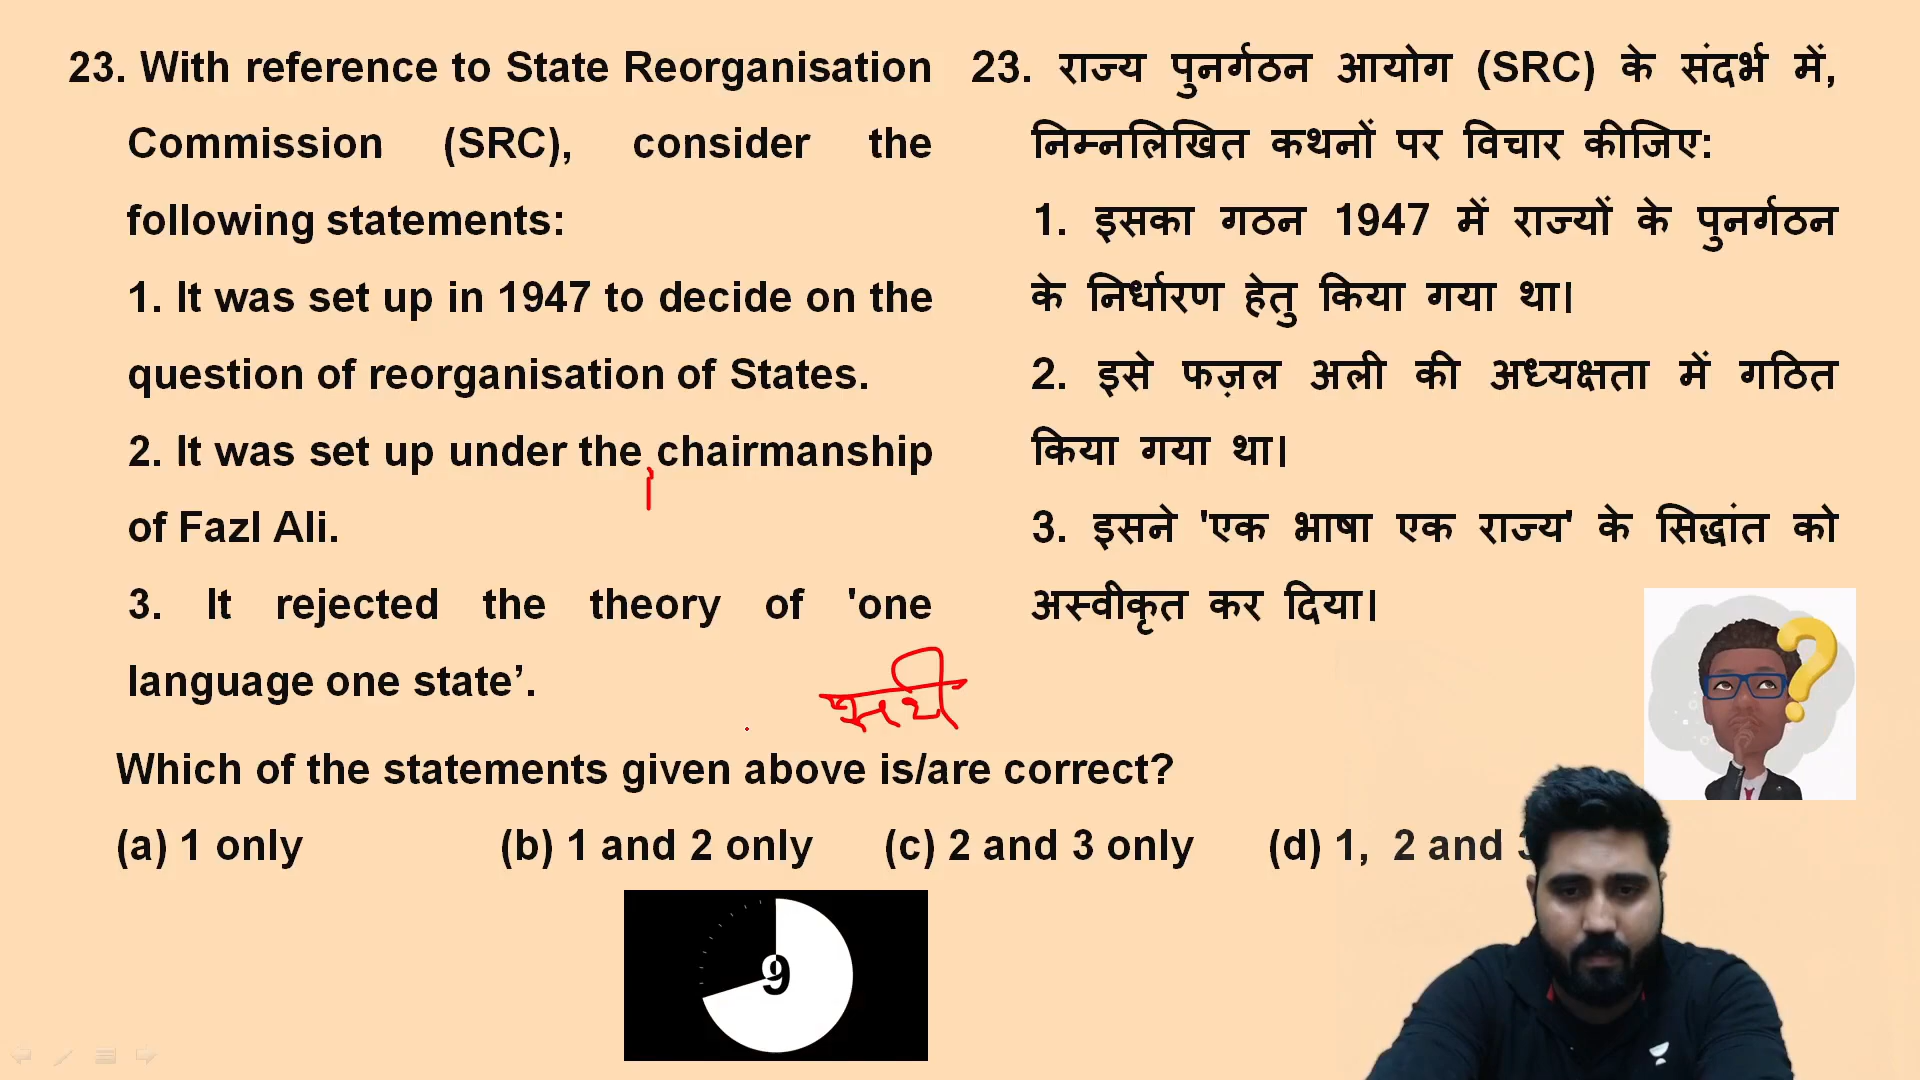 23. With reference to State Reorganisation
Commission (SRC), consider the
following statements:
1. It was set up in 1947 to decide on the
question of reorganisation of States.
2. It was set up under the chairmanship
of Fazl Ali.
3. It rejected the theory of 'one
language one state’.
23. राज्य पुनर्गठन आयोग (SRC) के संदर्भ में,
निम्नलिखित कथनों पर विचार कीजिए:
1. इसका गठन 1947 में राज्यों के पुनर्गठन
के निर्धारण हेतु किया गया था।
2. इसे फज़ल अली की अध्यक्षता में गठित
किया गया था।
3. इसने 'एक भाषा एक राज्य' के सिद्धांत को
अस्वीकृत कर दिया।
Which of the statements given above is/are correct?
(a) 1 only (b) 1 and 2 only (c) 2 and 3 only (d) 1, 2 and
9